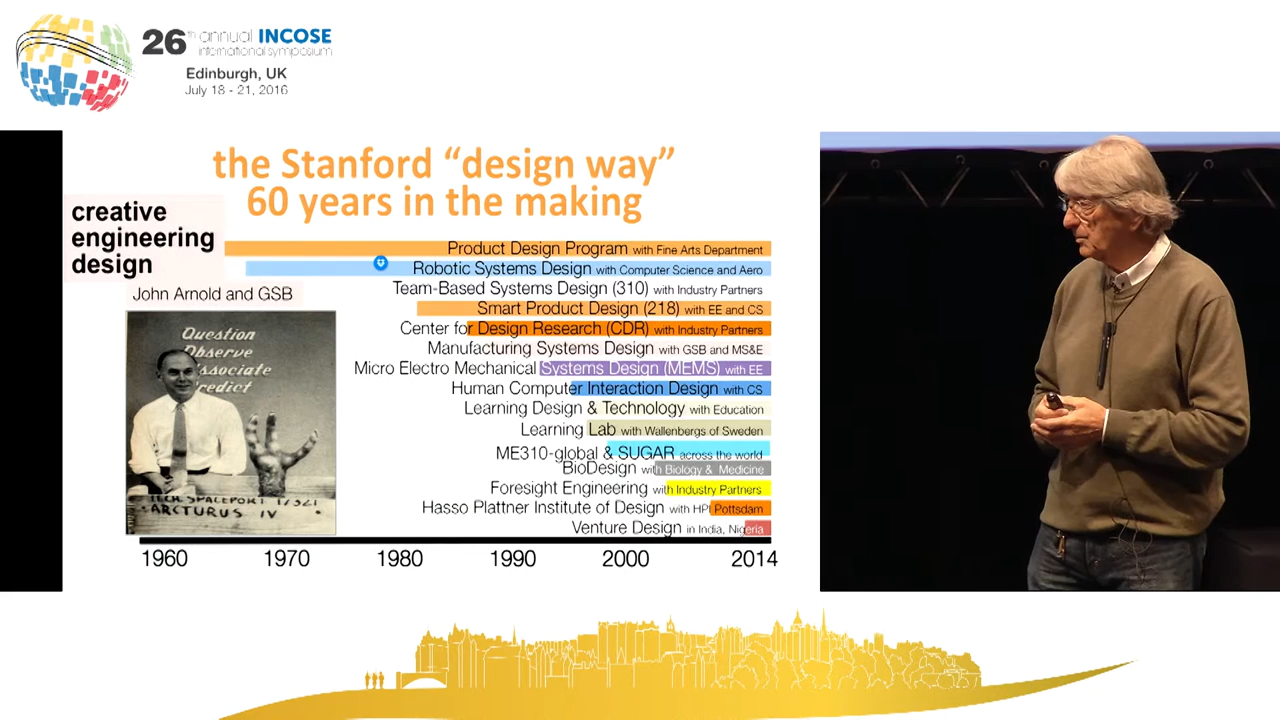 26th annual INCOSE
international symposium
Edinburgh, UK
July 18 - 21, 2016
the Stanford “design way”
60 years in the making
creative
engineering
design
John Arnold and GSB
Question
Observe
Associate
Predict
TECH SPACEPORT
ARCTURUS IV
Product Design Program with Fine Arts Department
Robotic Systems Design with Computer Science and Aero
Team-Based Systems Design (310) with Industry Partners
Smart Product Design (218) with EE and CS
Center for Design Research (CDR) with Industry Partners
Manufacturing Systems Design with GSB and MS&E
Micro Electro Mechanical Systems Design (MEMS) with EE
Human Computer Interaction Design with CS
Learning Design & Technology with Education
Learning Lab with Wallenbergs of Sweden
ME310-global & SUGAR across the world
BioDesign with Biology & Medicine
Foresight Engineering with Industry Partners
Hasso Plattner Institute of Design with HPI Pottsdam
Venture Design in India, Nigeria
1960 1970 1980 1990 2000 2014